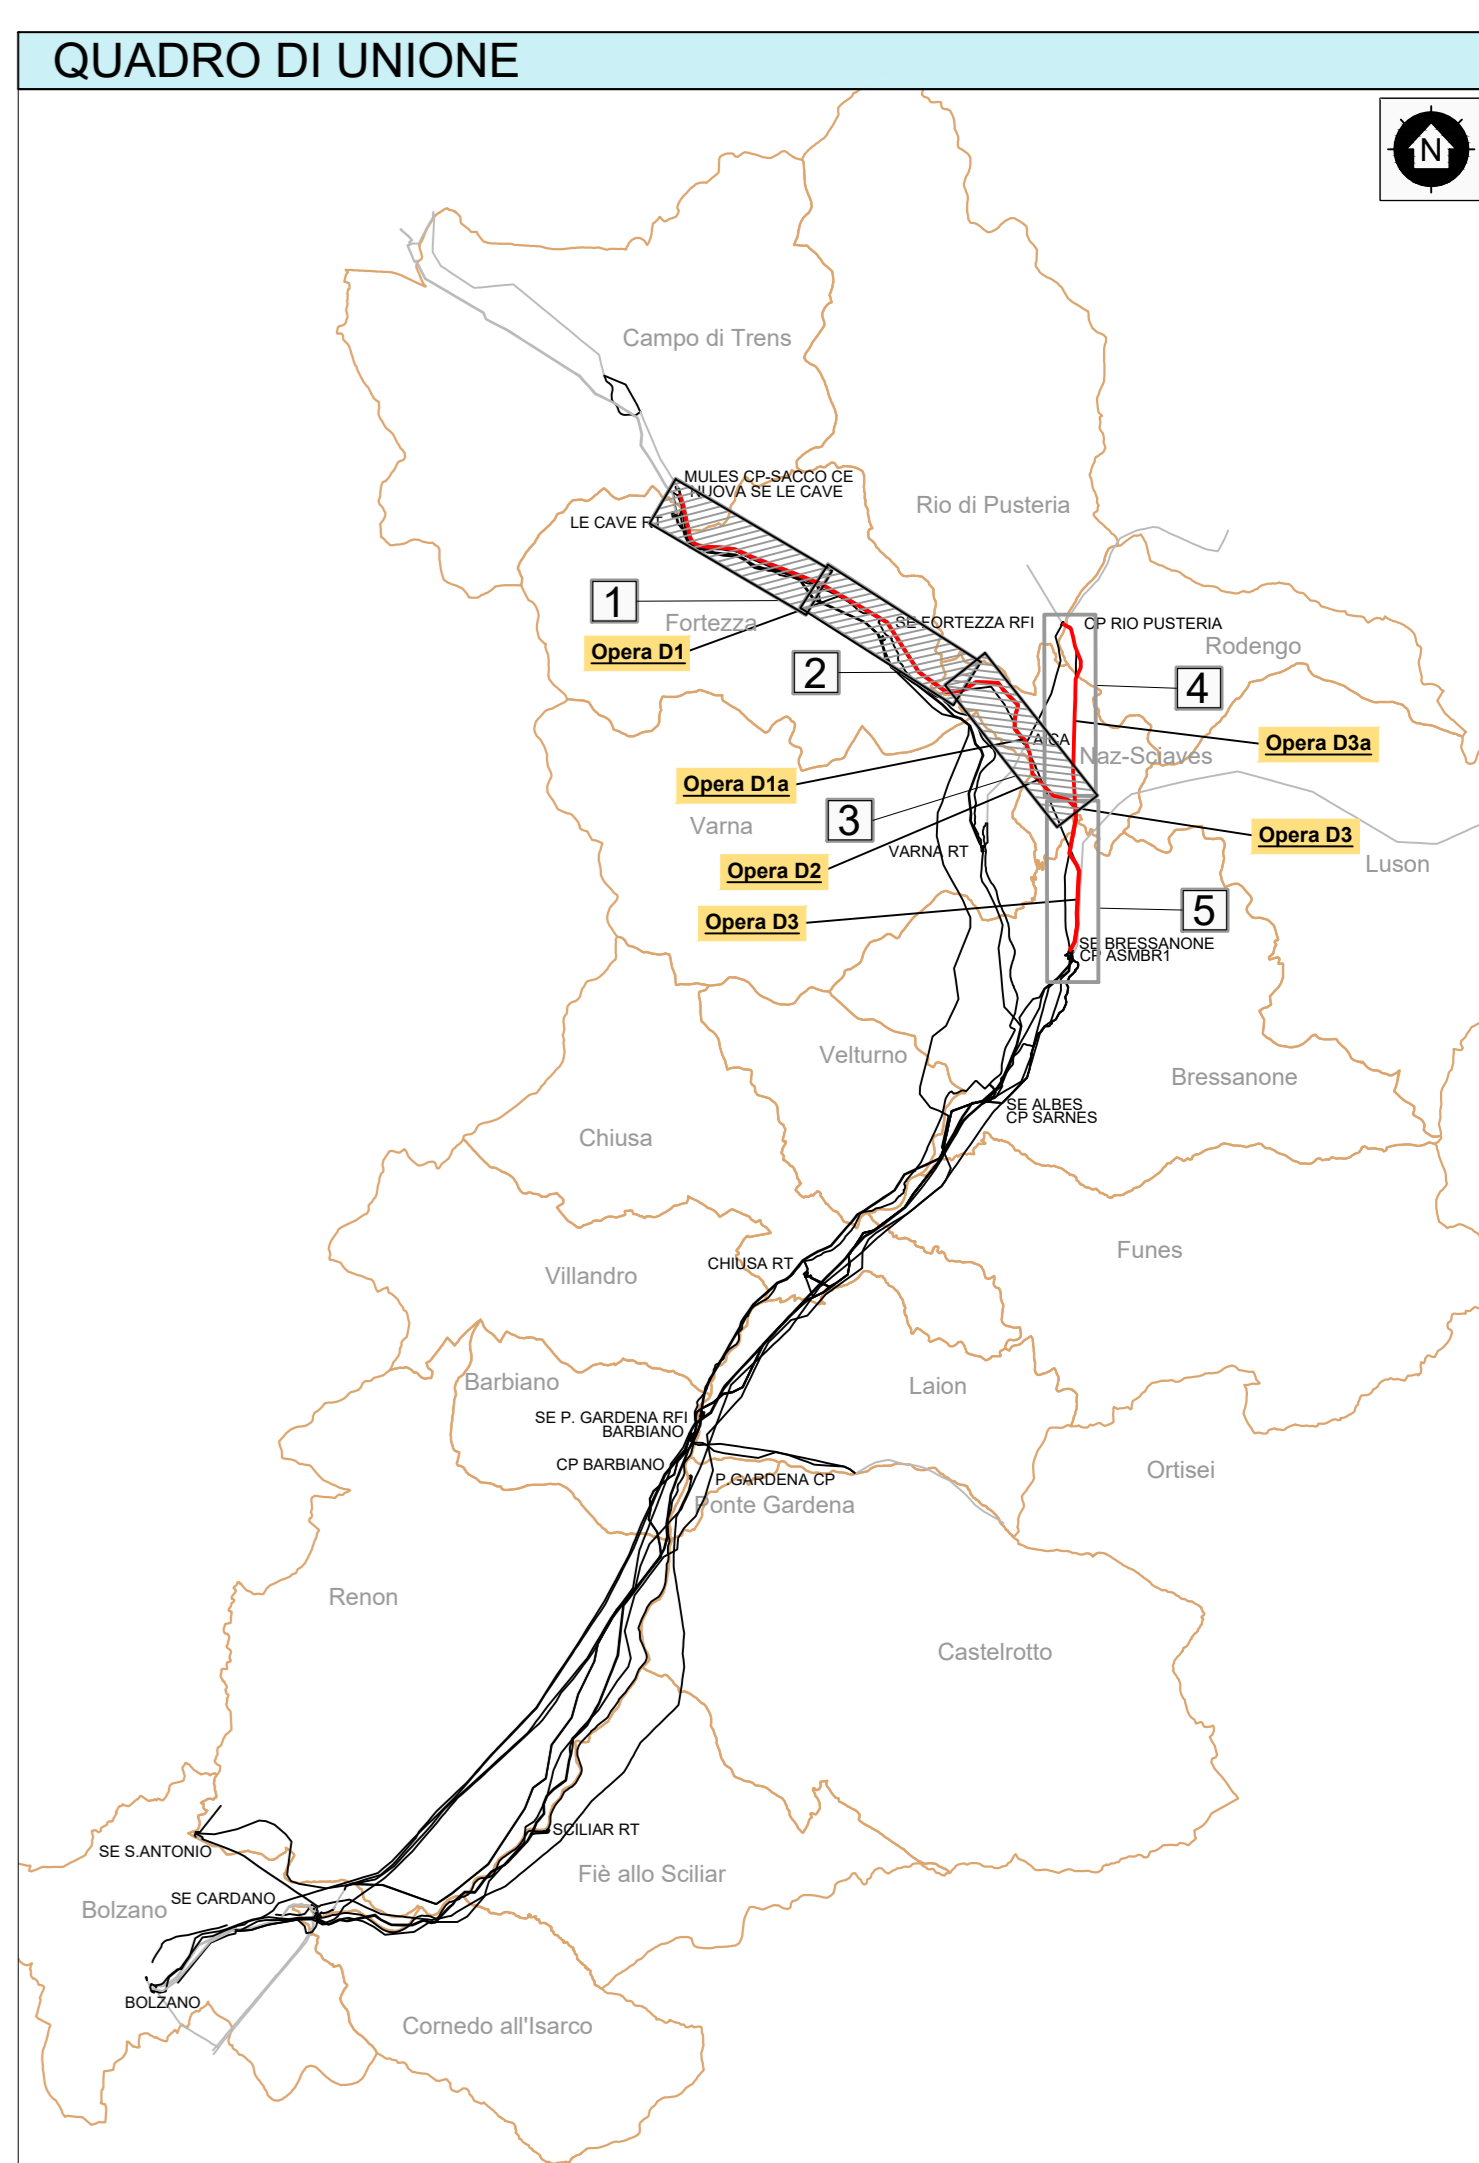 QUADRO DI UNIONE
N
Campo di Trens
MULES CP-SACCO CE
NUOVA SE LE CAVE
Rio di Pusteria
LE CAVE RT
1
Fortezza
SE FORTEZZA RFI
CP RIO PUSTERIA
Opera D1
Rodengo
2
4
AICA
Opera D3a
Naz-Sciaves
Opera D1a
3
Varna
Opera D3
VARNA RT
Luson
Opera D2
5
Opera D3
SE BRESSANONE
CP ASMBR1
Velturno
Bressanone
SE ALBES
CP SARNES
Chiusa
Funes
CHIUSA RT
Villandro
Barbiano
Laion
SE P. GARDENA RFI
BARBIANO
CP BARBIANO
P.GARDENA CP
Ortisei
Ponte Gardena
Renon
Castelrotto
SCILIAR RT
SE S.ANTONIO
Fiè allo Sciliar
SE CARDANO
Bolzano
BOLZANO
Cornedo all'Isarco